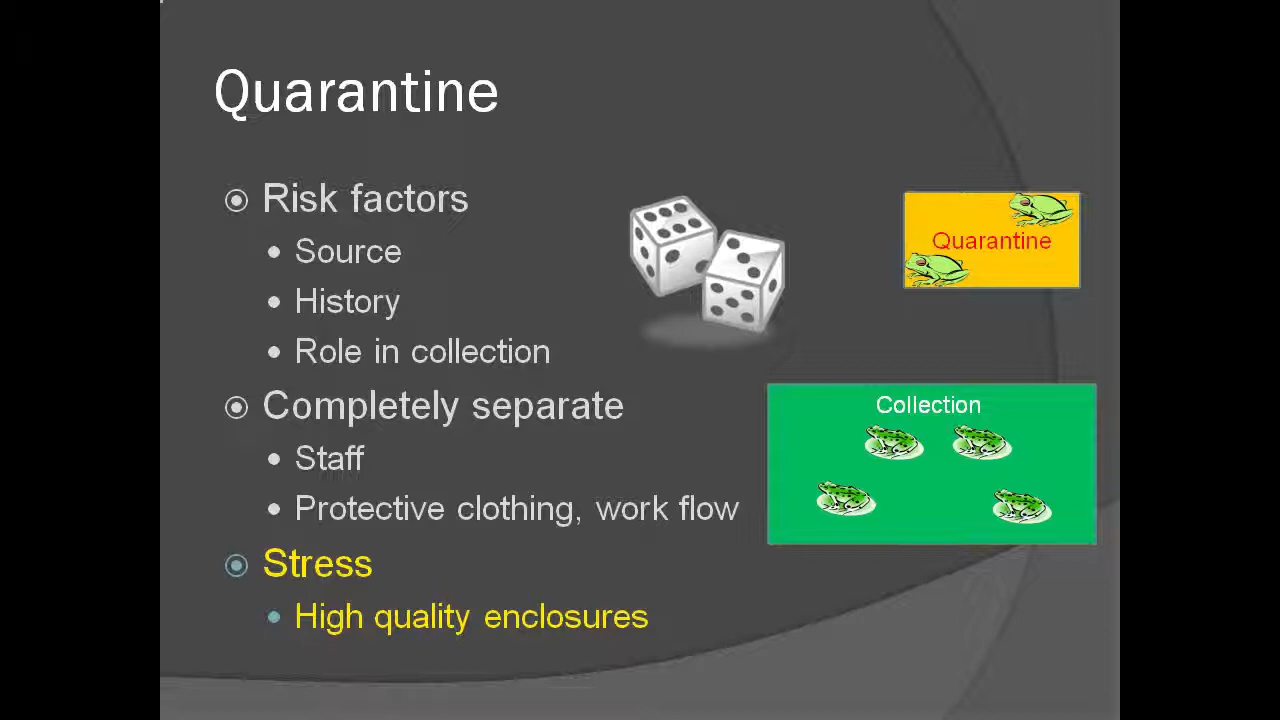 Quarantine
Risk factors
Source
History
Role in collection
Completely separate
Staff
Protective clothing, work flow
Stress
High quality enclosures
Quarantine
Collection